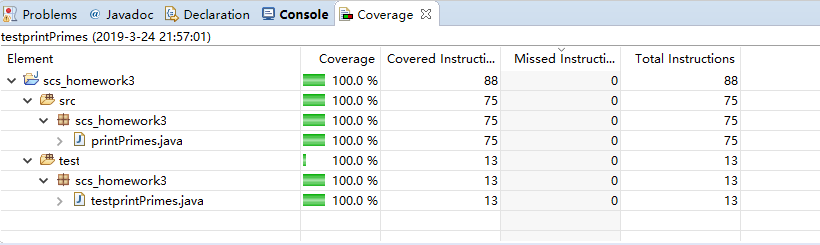 Problems @ Javadoc Declaration Console Coverage
testprintPrimes (2019-3-24 21:57:01)
Element Coverage Covered Instructi... Missed Instructi... Total Instructions
scs_homework3 100.0 % 88 0 88
src 100.0 % 75 0 75
scs_homework3 100.0 % 75 0 75
printPrimes.java 100.0 % 75 0 75
test 100.0 % 13 0 13
scs_homework3 100.0 % 13 0 13
testprintPrimes.java 100.0 % 13 0 13